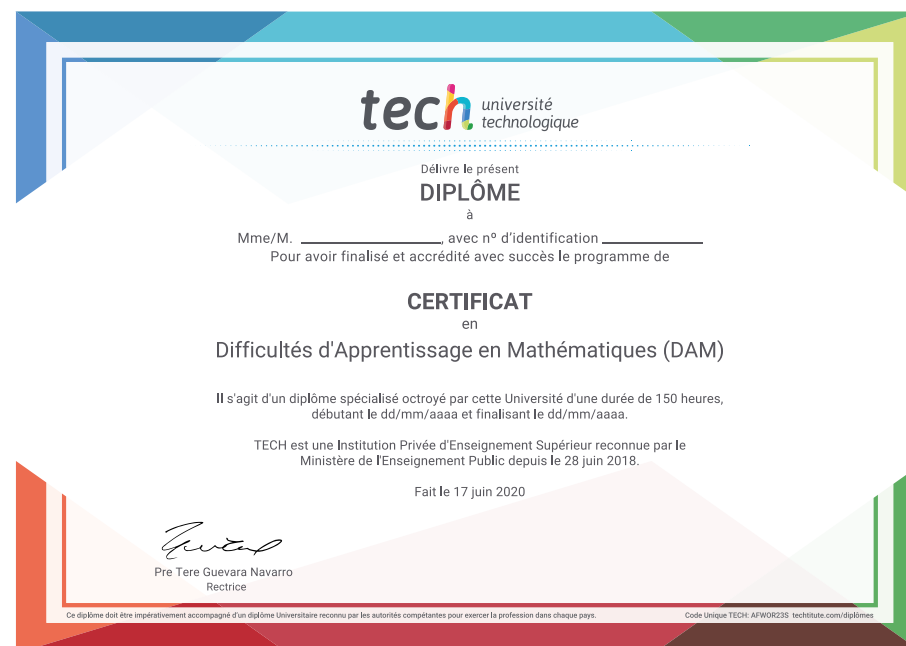 tech université
technologique
Délivre le présent
DIPLÔME
à
Mme/M. ____________, avec nº d'identification ____________
Pour avoir finalisé et accrédité avec succès le programme de
CERTIFICAT
en
Difficultés d'Apprentissage en Mathématiques (DAM)
Il s'agit d'un diplôme spécialisé octroyé par cette Université d'une durée de 150 heures,
débutant le dd/mm/aaaa et finalisant le dd/mm/aaaa.
TECH est une Institution Privée d'Enseignement Supérieur reconnue par le
Ministère de l'Enseignement Public depuis le 28 juin 2018.
Fait le 17 juin 2020
Pre Tere Guevara Navarro
Rectrice
Ce diplôme doit être impérativement accompagné d'un diplôme Universitaire reconnu par les autorités compétantes pour exercer la profession dans chaque pays.
Code Unique TECH: AFWOR23S techtitute.com/diplômes